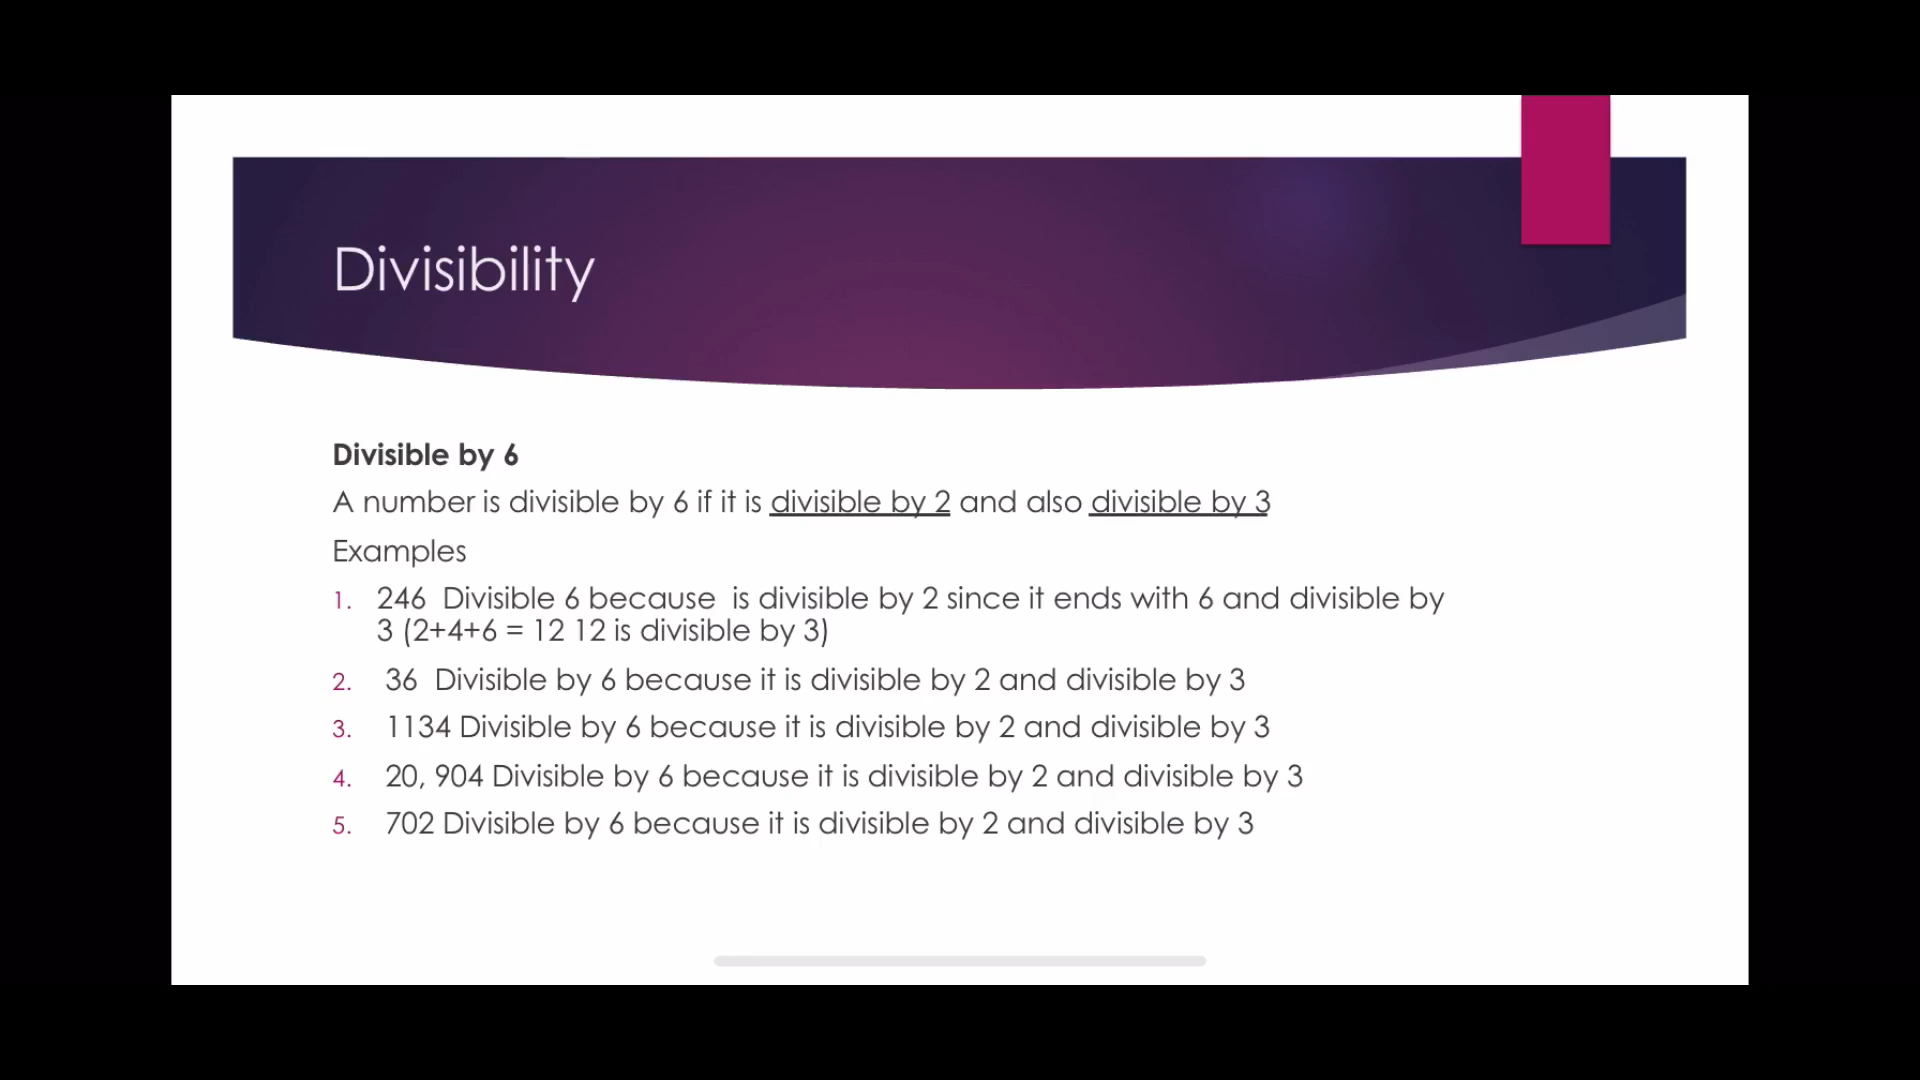 Divisibility
Divisible by 6
A number is divisible by 6 if it is divisible by 2 and also divisible by 3
Examples
1. 246 Divisible 6 because is divisible by 2 since it ends with 6 and divisible by
3 (2+4+6 = 12 12 is divisible by 3)
2. 36 Divisible by 6 because it is divisible by 2 and divisible by 3
3. 1134 Divisible by 6 because it is divisible by 2 and divisible by 3
4. 20, 904 Divisible by 6 because it is divisible by 2 and divisible by 3
5. 702 Divisible by 6 because it is divisible by 2 and divisible by 3